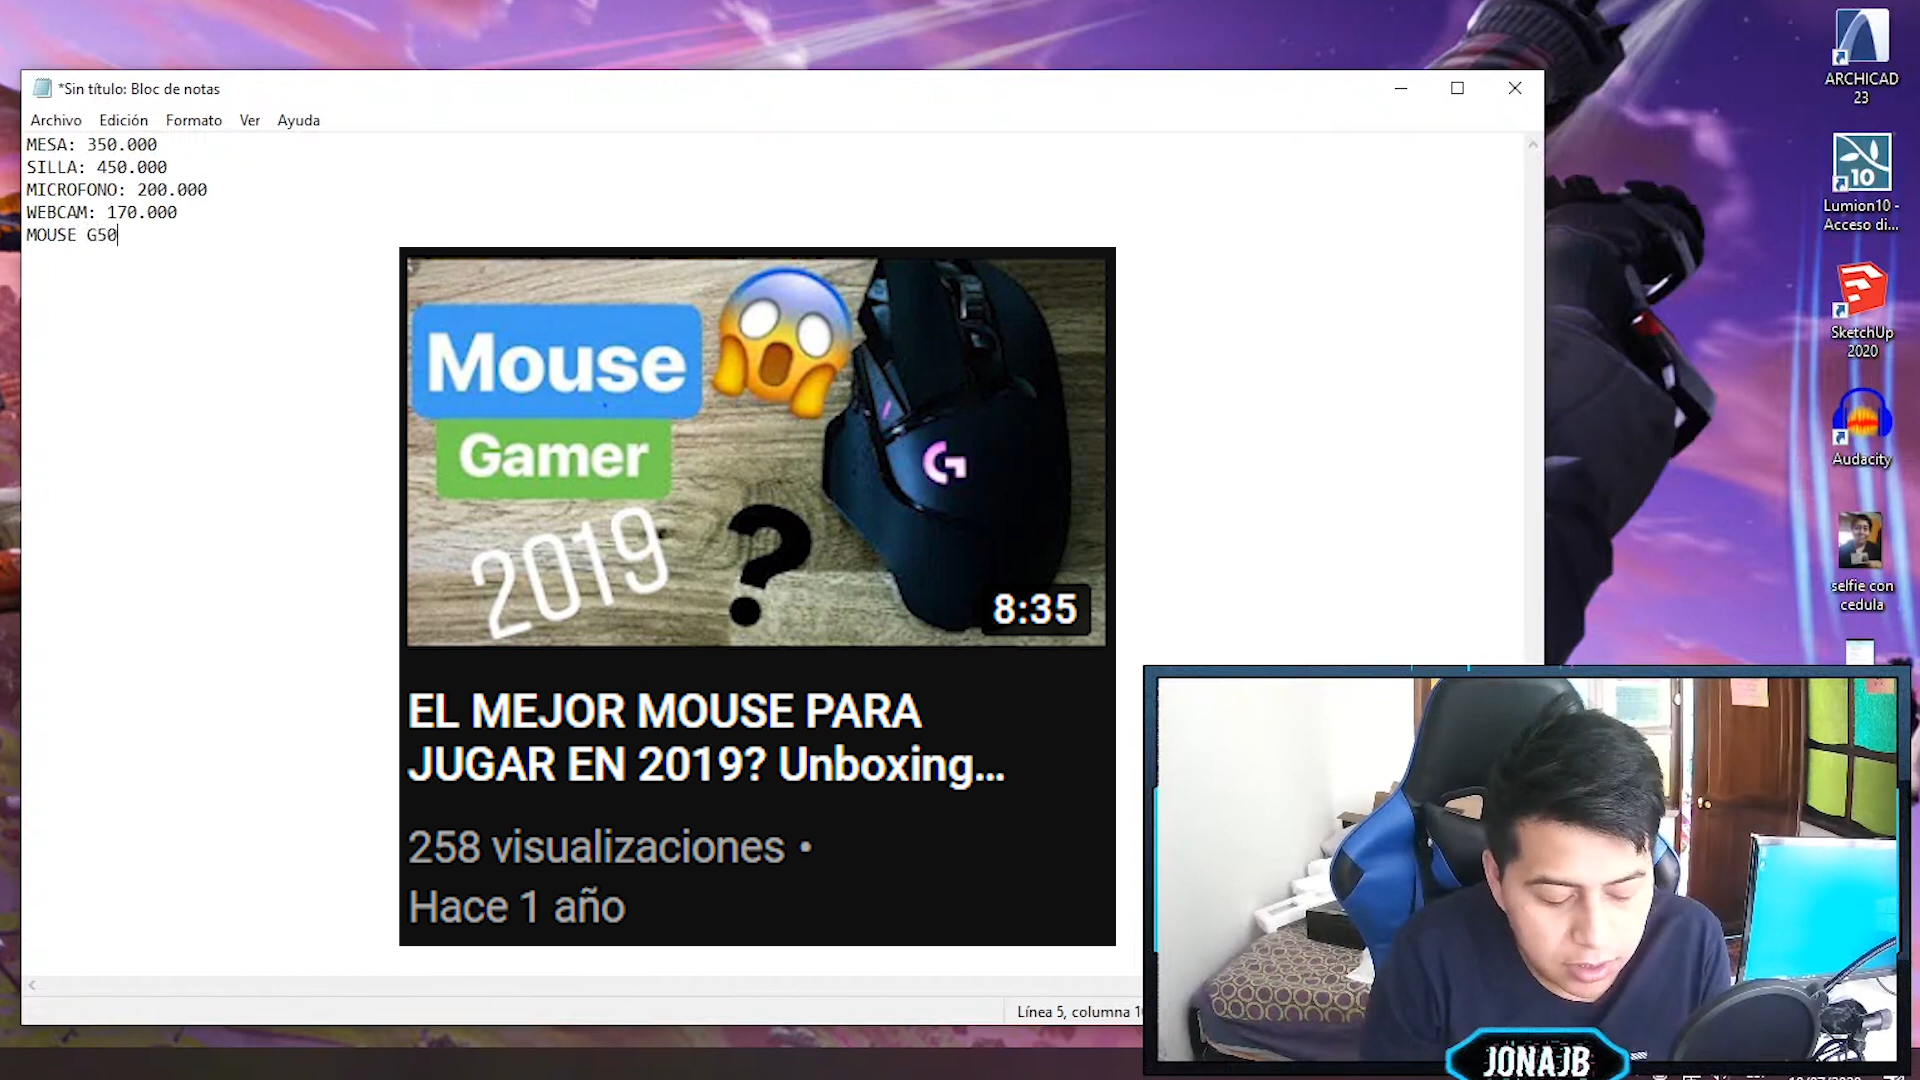 *Sin título: Bloc de notas
Archivo Edición Formato Ver Ayuda
MESA: 350.000
SILLA: 450.000
MICROFONO: 200.000
WEBCAM: 170.000
MOUSE G50
Mouse
Gamer
2019 ?
8:35
EL MEJOR MOUSE PARA
JUGAR EN 2019? Unboxing...
258 visualizaciones •
Hace 1 año
Línea 5, columna
ARCHICAD
23
10
Lumion10 -
Acceso di...
SketchUp
2020
Audacity
selfie con
cedula
JONAJB